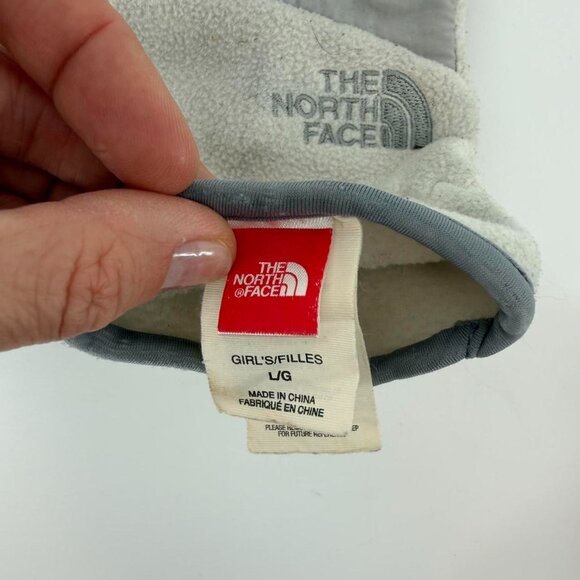 THE
NORTH
FACE
THE
NORTH
®FACE
GIRL'S/FILLES
L/G
MADE IN CHINA
FABRIQUÉ EN CHINE
FOR FUTURE